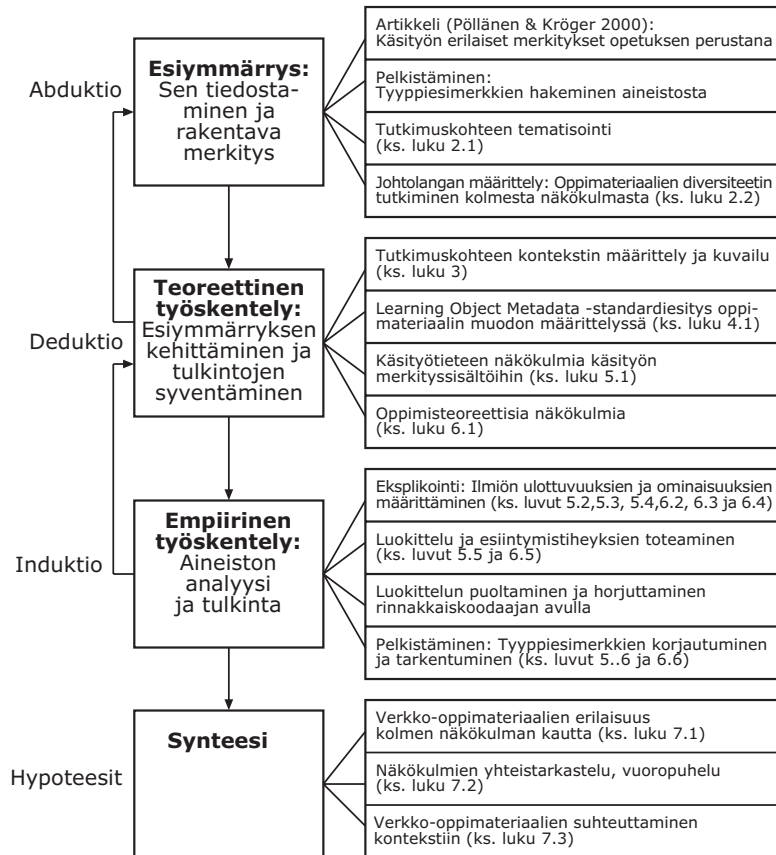 Abduktio
Esiymmärrys:
Sen tiedosta-
minen ja
rakentava
merkitys
Artikkeli (Pöllänen & Kröger 2000):
Käsityön erilaiset merkitykset opetuksen perustana
Pelkistäminen:
Tyyppiesimerkkien hakeminen aineistosta
Tutkimuskohteen tematisointi
(ks. luku 2.1)
Johtolangan määrittely: Oppimateriaalien diversiteetin
tutkiminen kolmesta näkökulmasta (ks. luku 2.2)
Deduktio
Teoreettinen
työskentely:
Esiymmärryksen
kehittäminen ja
tulkintojen
syventäminen
Tutkimuskohteen kontekstin määrittely ja kuvailu
(ks. luku 3)
Learning Object Metadata -standardiesitys oppi-
materiaalin muodon määrittelyssä (ks. luku 4.1)
Käsityötieteen näkökulmia käsityön
merkityssisältöihin (ks. luku 5.1)
Oppimisteoreettisia näkökulmia
(ks. luku 6.1)
Induktio
Empiirinen
työskentely:
Aineiston
analyysi
ja tulkinta
Eksplikointi: Ilmiön ulottuvuuksien ja ominaisuuksien
määrittäminen (ks. luvut 5.2,5.3, 5.4,6.2, 6.3 ja 6.4)
Luokittelu ja esiintymistiheyksien toteaminen
(ks. luvut 5.5 ja 6.5)
Luokittelun puoltaminen ja horjuttaminen
rinnakkaiskoodaajan avulla
Pelkistäminen: Tyyppiesimerkkien korjautuminen
ja tarkentuminen (ks. luvut 5..6 ja 6.6)
Hypoteesit
Synteesi
Verkko-oppimateriaalien erilaisuus
kolmen näkökulman kautta (ks. luku 7.1)
Näkökulmien yhteistarkastelu, vuoropuhelu
(ks. luku 7.2)
Verkko-oppimateriaalien suhteuttaminen
kontekstiin (ks. luku 7.3)